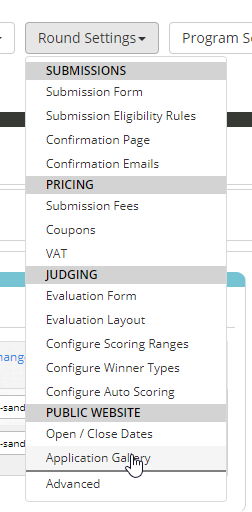 Round Settings
Program S
SUBMISSIONS
Submission Form
Submission Eligibility Rules
Confirmation Page
Confirmation Emails
PRICING
Submission Fees
Coupons
VAT
JUDGING
Evaluation Form
Evaluation Layout
Configure Scoring Ranges
Configure Winner Types
Configure Auto Scoring
PUBLIC WEBSITE
Open / Close Dates
Application Gallery
Advanced
hang
-sand
-sand